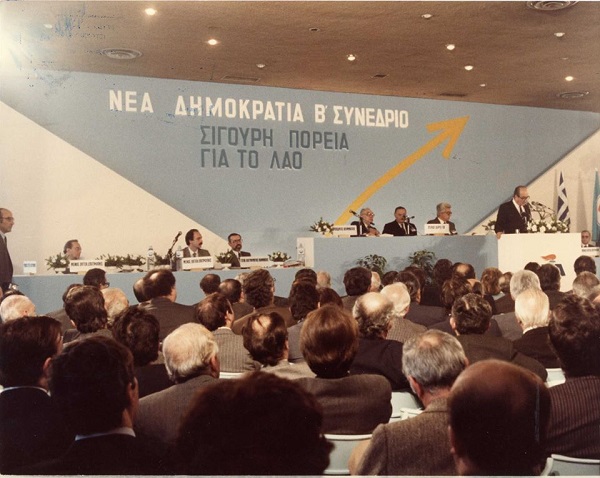 ΝΕΑ ΔΗΜΟΚΡΑΤΙΑ Β΄ ΣΥΝΕΔΡΙΟ
ΣΙΓΟΥΡΗ ΠΟΡΕΙΑ
ΓΙΑ ΤΟ ΛΑΟ